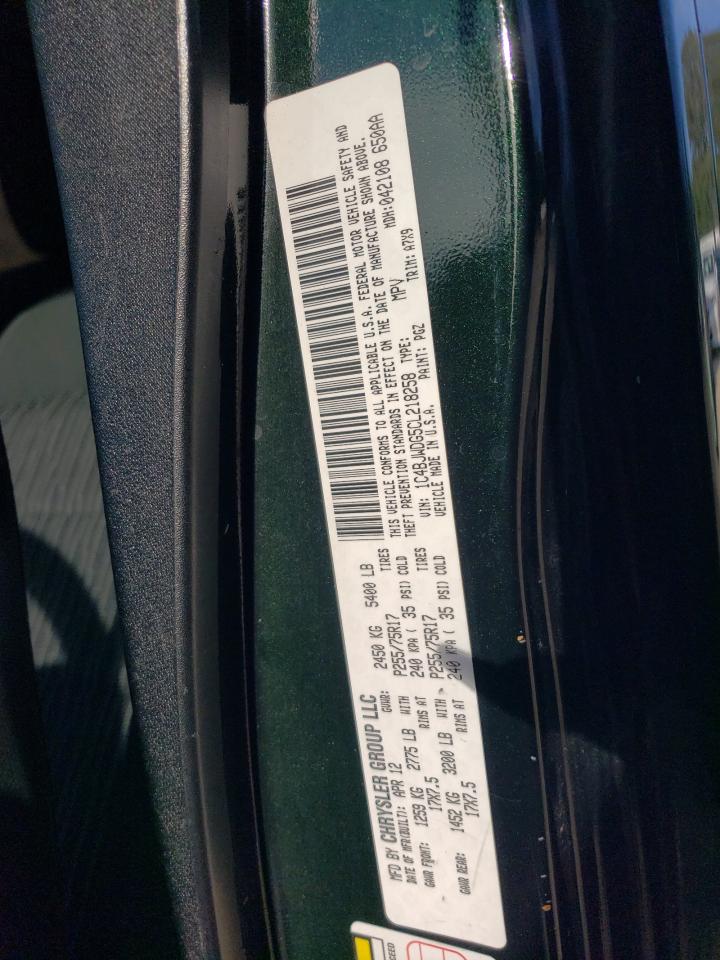 MFD BY CHRYSLER GROUP LLC
DATE OF MFR(BUILT): APR 12 GVWR: 2450 KG 5400 LB
GAWR FRONT: 1259 KG 2775 LB WITH P255/75R17 TIRES
17X7.5 RIMS AT 240 KPA ( 35 PSI) COLD
GAWR REAR: 1452 KG 3200 LB WITH P255/75R17 TIRES
17X7.5 RIMS AT 240 KPA ( 35 PSI) COLD
THIS VEHICLE CONFORMS TO ALL APPLICABLE U.S.A. FEDERAL MOTOR VEHICLE SAFETY AND
THEFT PREVENTION STANDARDS IN EFFECT ON THE DATE OF MANUFACTURE SHOWN ABOVE.
VIN: 1C4BJWDG5CL218258 TYPE: MPV MDH:042108 650AA
VEHICLE MADE IN U.S.A. PAINT: PGZ TRIM: A7X9